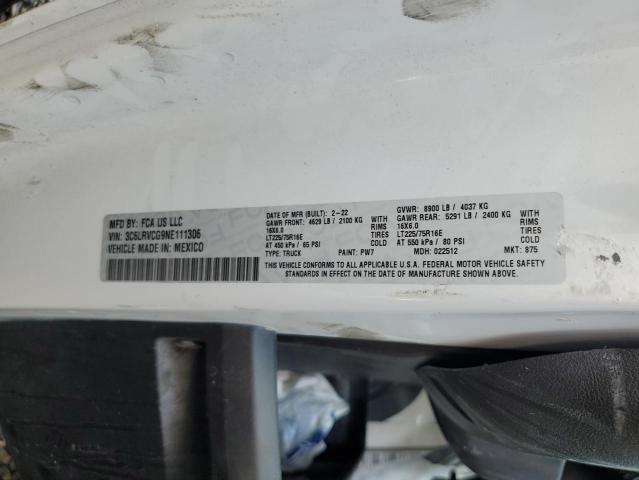 MFD BY: FCA US LLC
VIN: 3C6LRVCG9NE111306
VEHICLE MADE IN: MEXICO
DATE OF MFR (BUILT): 2-22
GVWR: 8900 LB / 4037 KG
GAWR FRONT: 4629 LB / 2100 KG
GAWR REAR: 5291 LB / 2400 KG
16X6.0 RIMS
16X6.0 RIMS
LT225/75R16E TIRES
LT225/75R16E TIRES
AT 450 kPa / 65 PSI COLD
AT 550 kPa / 80 PSI COLD
TYPE: TRUCK PAINT: PW7 MDH: 022512 MKT: 875
THIS VEHICLE CONFORMS TO ALL APPLICABLE U.S.A. FEDERAL MOTOR VEHICLE SAFETY
STANDARDS IN EFFECT ON THE DATE OF MANUFACTURE SHOWN ABOVE.